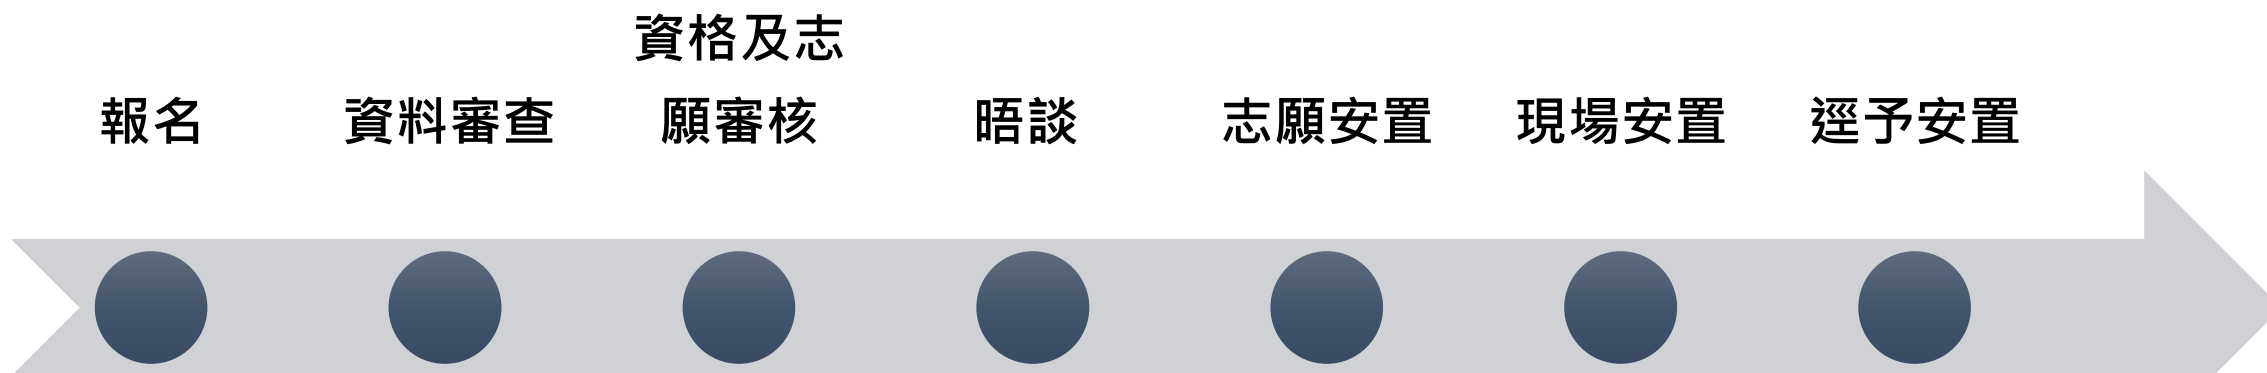 報名
資料審查
資格及志
願審核
晤談
志願安置
現場安置
逕予安置